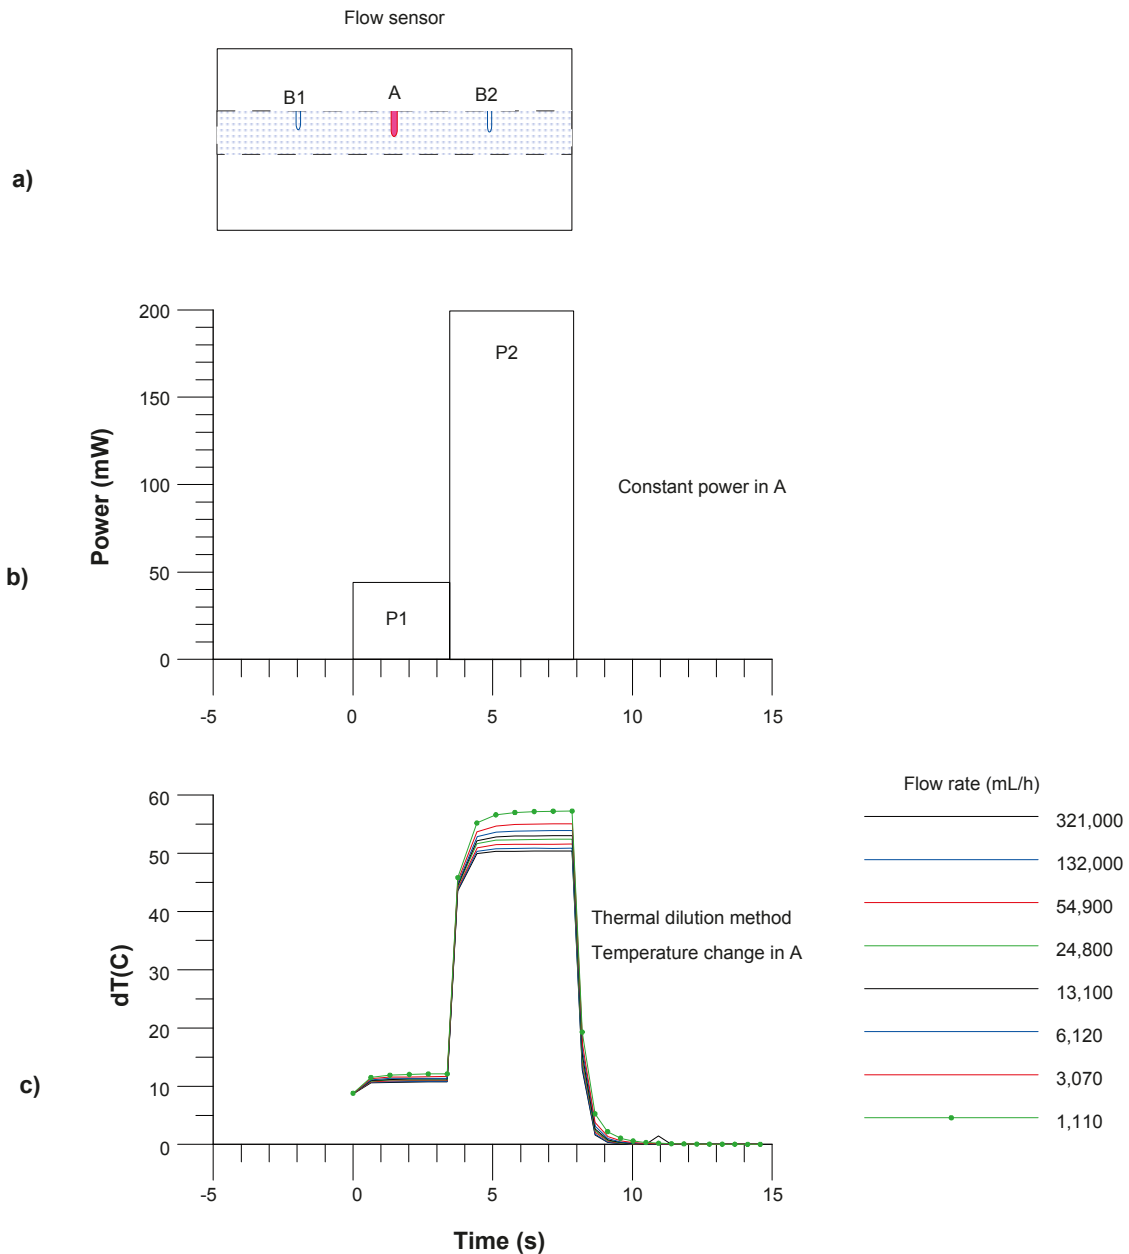 Flow sensor
B1
A
B2
a)
200
150
100
50
0
Power (mW)
P2
P1
Constant power in A
b)
-5
0
5
10
15
Flow rate (mL/h)
321,000
132,000
54,900
24,800
13,100
6,120
3,070
1,110
60
50
40
30
20
10
0
dT(C)
Thermal dilution method
Temperature change in A
c)
-5
0
5
10
15
Time (s)